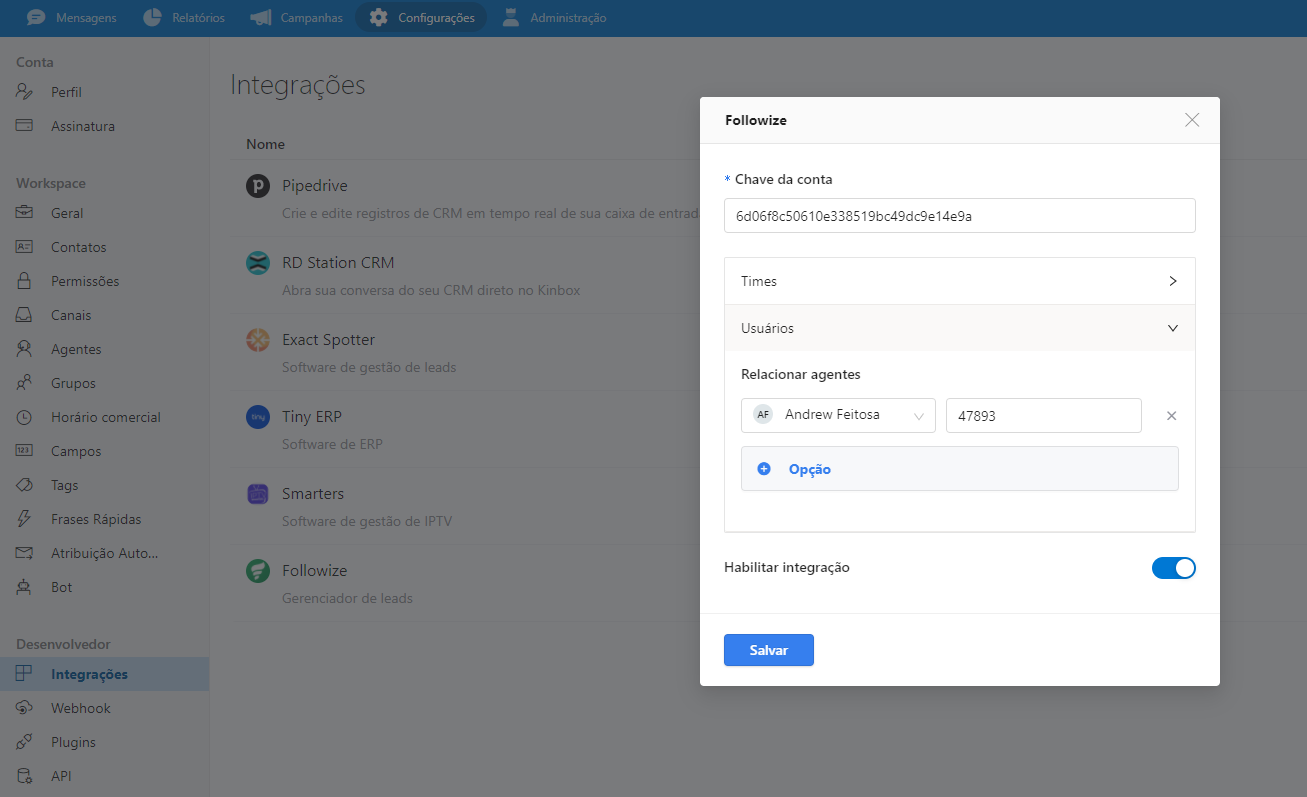 Mensagens
Relatórios
Campanhas
Configurações
Administração
Conta
Perfil
Assinatura
Workspace
Geral
Contatos
Permissões
Canais
Agentes
Grupos
Horário comercial
Campos
Tags
Frases Rápidas
Atribuição Auto...
Bot
Desenvolvedor
Integrações
Webhook
Plugins
API
Integrações
Nome
Pipedrive
Crie e edite registros de CRM em tempo real de sua caixa de entrad
RD Station CRM
Abra sua conversa do seu CRM direto no Kinbox
Exact Spotter
Software de gestão de leads
tiny
Tiny ERP
Software de ERP
Smarters
Software de gestão de IPTV
Followize
Gerenciador de leads
Followize
* Chave da conta
6d06f8c50610e338519bc49dc9e14e9a
Times
Usuários
Relacionar agentes
AF Andrew Feitosa
47893
Opção
Habilitar integração
Salvar